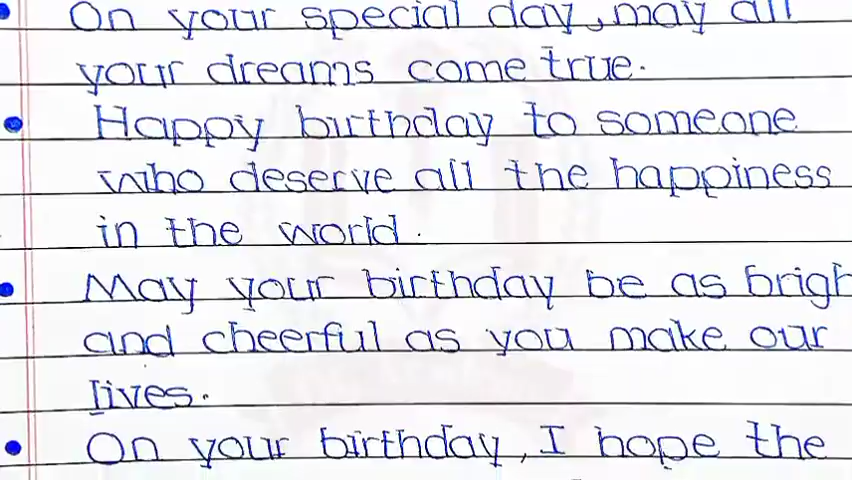 On your special day, may all
your dreams come true.
Happy birthday to someone
who deserve all the happiness
in the world.
May your birthday be as brigh
and cheerful as you make our
lives.
On your birthday, I hope the